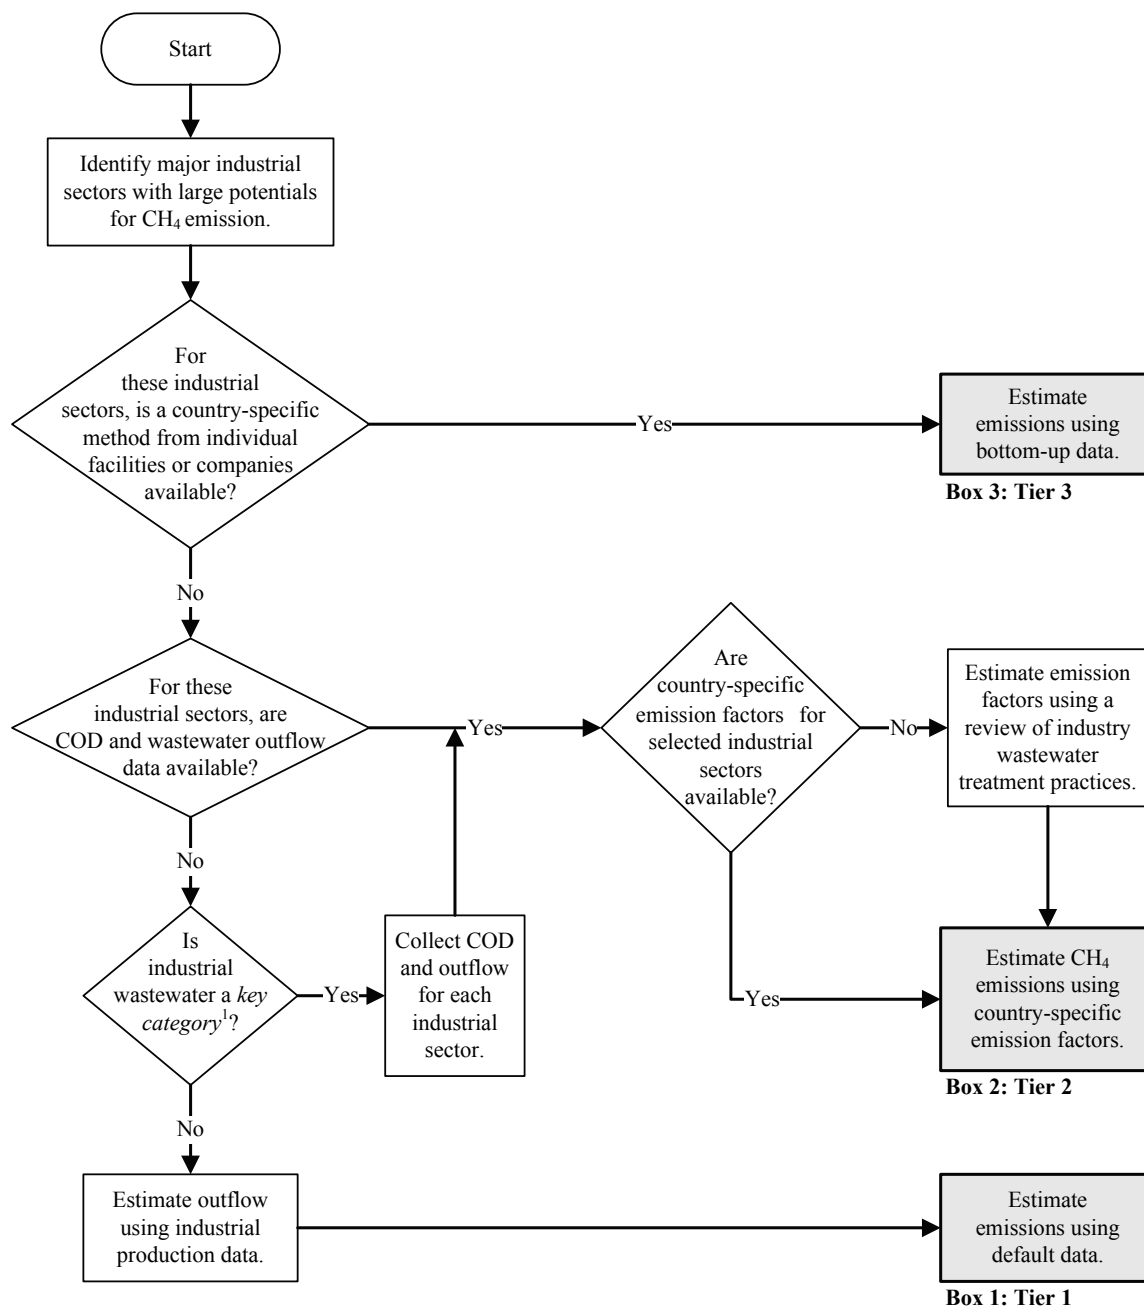 Start
Identify major industrial
sectors with large potentials
for CH₄ emission.
For
these industrial
sectors, is a country-specific
method from individual
facilities or companies
available?
Yes
Estimate
emissions using
bottom-up data.
Box 3: Tier 3
No
For these
industrial sectors, are
COD and wastewater outflow
data available?
Yes
Are
country-specific
emission factors for
selected industrial
sectors
available?
No
Estimate emission
factors using a
review of industry
wastewater
treatment practices.
No
Is
industrial
wastewater a key
category¹?
Yes
Collect COD
and outflow
for each
industrial
sector.
Yes
Estimate CH₄
emissions using
country-specific
emission factors.
Box 2: Tier 2
No
Estimate outflow
using industrial
production data.
Estimate
emissions using
default data.
Box 1: Tier 1